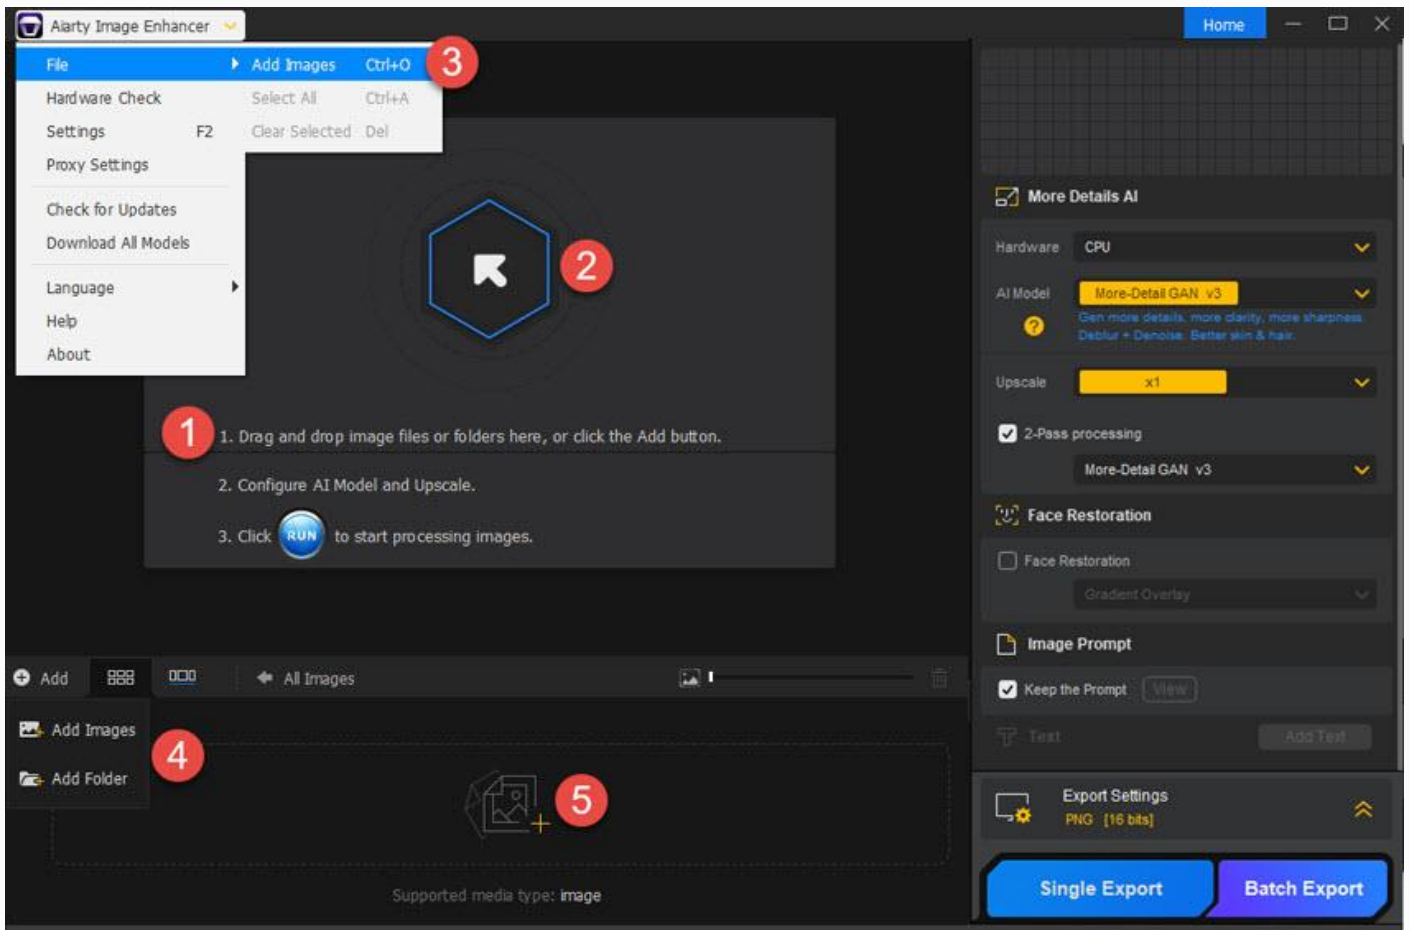 Aiarty Image Enhancer
Home
File
Add Images Ctrl+O
3
Hardware Check
Select All Ctrl+A
Settings F2
Clear Selected Del
Proxy Settings
Check for Updates
Download All Models
Language
Help
About
2
1
1. Drag and drop image files or folders here, or click the Add button.
2. Configure AI Model and Upscale.
3. Click RUN to start processing images.
More Details AI
Hardware CPU
AI Model More-Detail GAN v3
?
Gen more details, more clarity, more sharpness.
Deblur + Denoise. Better skin & hair.
Upscale x1
2-Pass processing
More-Detail GAN v3
Face Restoration
Face Restoration
Gradient Overlay
Image Prompt
Keep the Prompt View
Text Add Text
Add
All Images
Add Images
Add Folder
4
5
Supported media type: image
Export Settings
PNG [16 bits]
Single Export
Batch Export